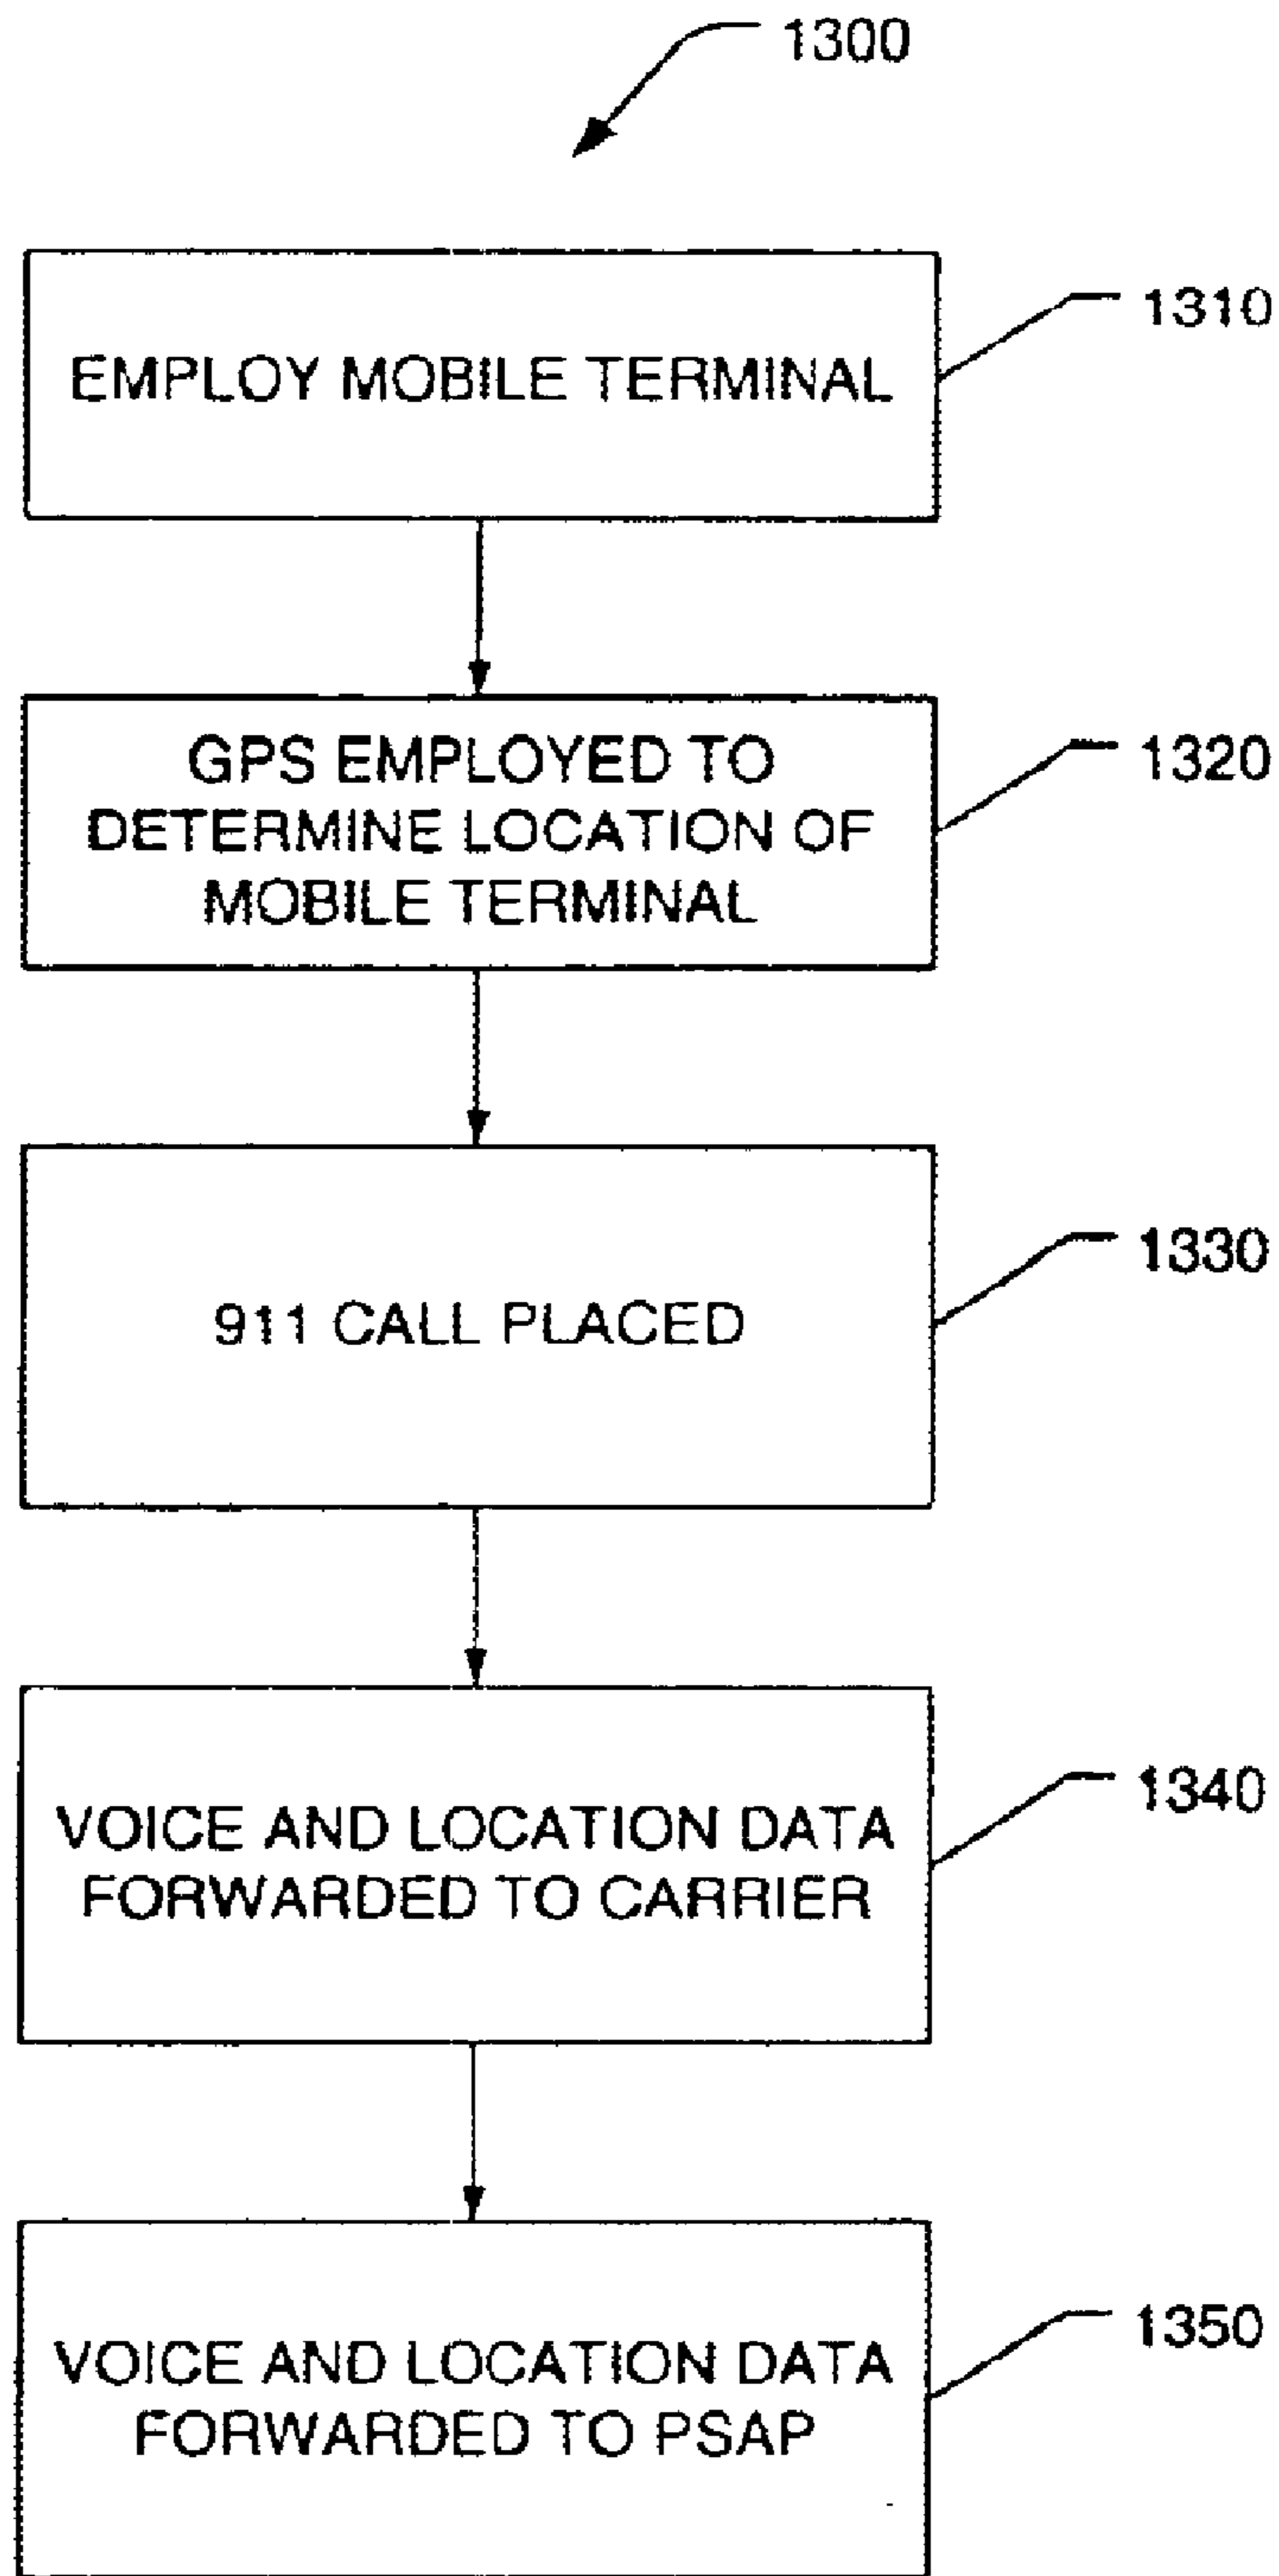 1300
EMPLOY MOBILE TERMINAL
1310
GPS EMPLOYED TO
DETERMINE LOCATION OF
MOBILE TERMINAL
1320
911 CALL PLACED
1330
VOICE AND LOCATION DATA
FORWARDED TO CARRIER
1340
VOICE AND LOCATION DATA
FORWARDED TO PSAP
1350